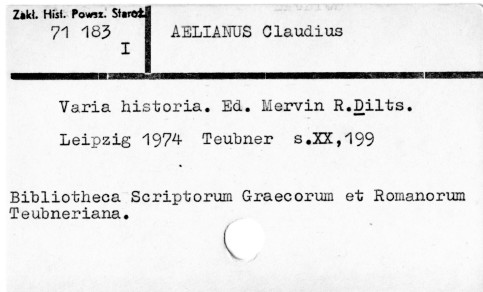 Zakł. Hist. Powsz. Staroż.
71 183
I
AELIANUS Claudius
Varia historia. Ed. Mervin R.Dilts.
Leipzig 1974 Teubner s.XX,199
Bibliotheca Scriptorum Graecorum et Romanorum
Teubneriana.